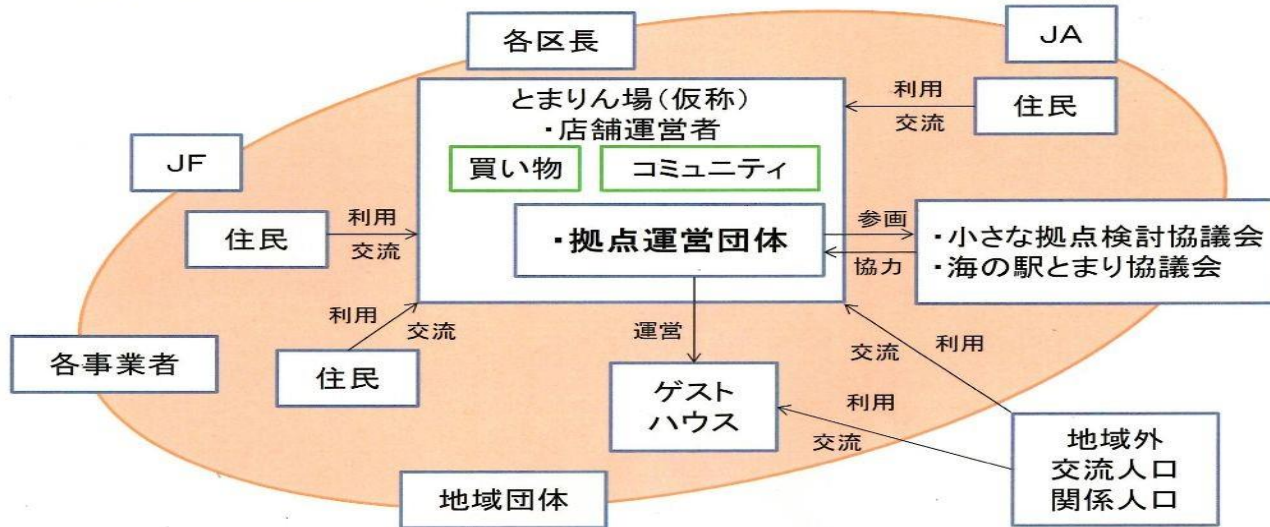 各区長
JA
とまりん場(仮称)
・店舗運営者
買い物
コミュニティ
・拠点運営団体
利用
交流
住民
JF
住民
利用
交流
参画
協力
・小さな拠点検討協議会
・海の駅とまり協議会
利用
交流
住民
各事業者
運営
ゲスト
ハウス
利用
交流
利用
交流
地域外
交流人口
関係人口
地域団体